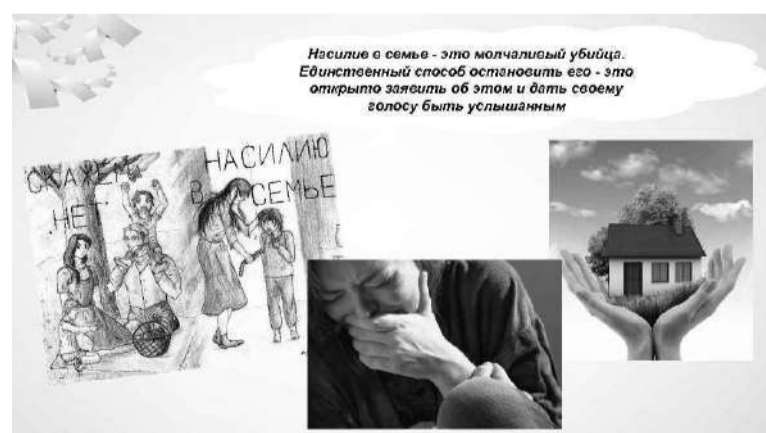 Насилие в семье - это молчаливый убийца.
Единственный способ остановить его - это
открыто заявить об этом и дать своему
голосу быть услышанным
СКАЖЕМ НАСИЛИЮ
НЕТ В СЕМЬЕ